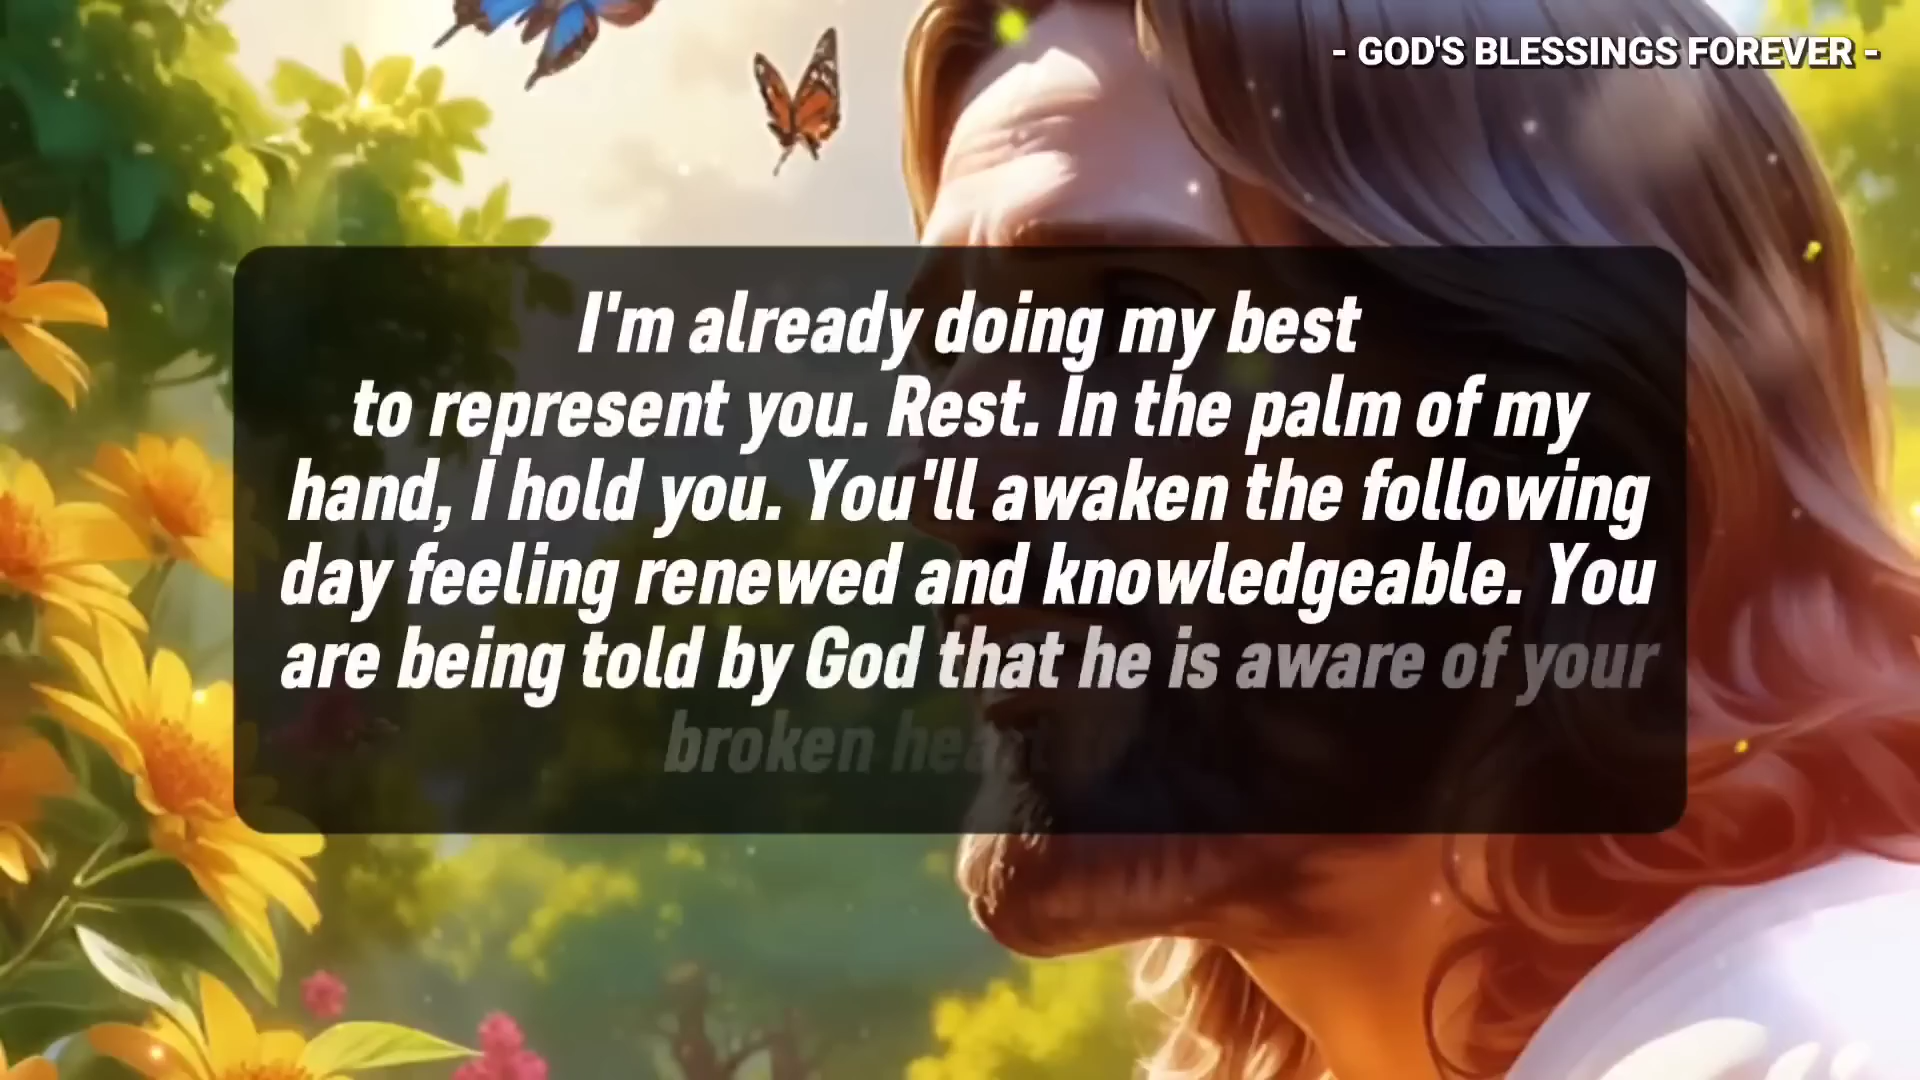 - GOD'S BLESSINGS FOREVER -
I'm already doing my best
to represent you. Rest. In the palm of my
hand, I hold you. You'll awaken the following
day feeling renewed and knowledgeable. You
are being told by God that he is aware of your
broken heart